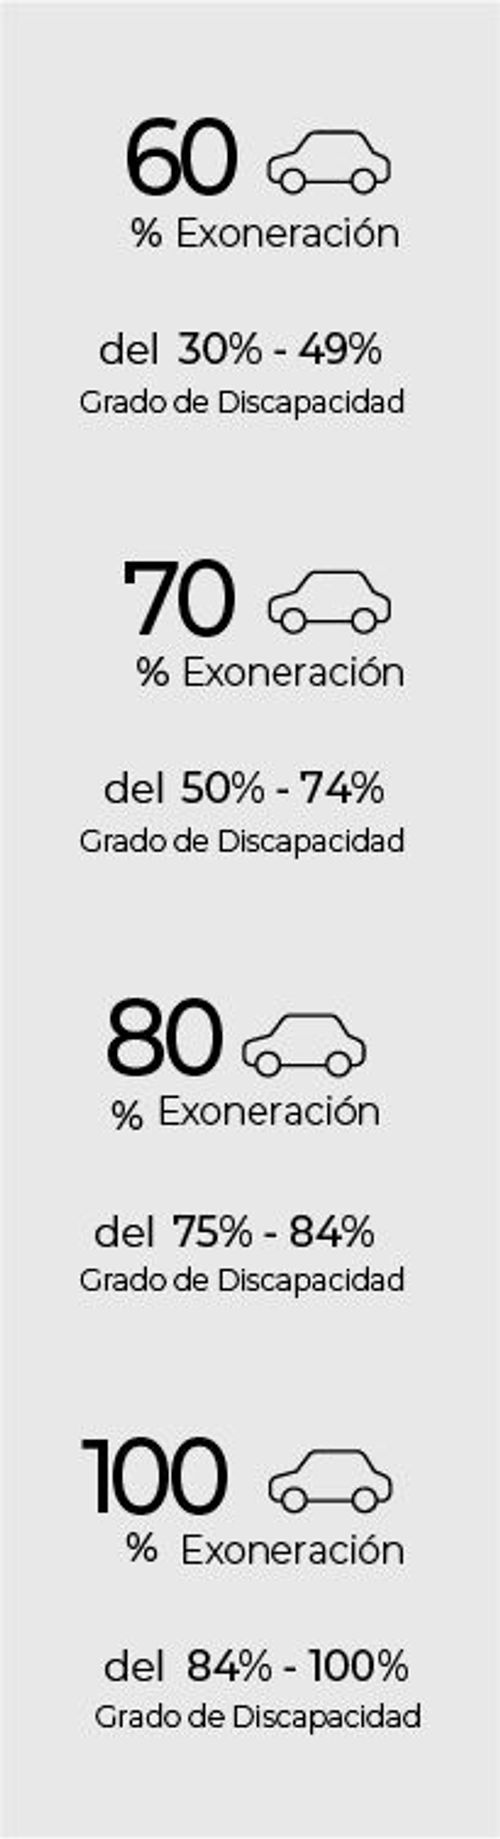 60
% Exoneración
del 30% - 49%
Grado de Discapacidad
70
% Exoneración
del 50% - 74%
Grado de Discapacidad
80
% Exoneración
del 75% - 84%
Grado de Discapacidad
100
% Exoneración
del 84% - 100%
Grado de Discapacidad